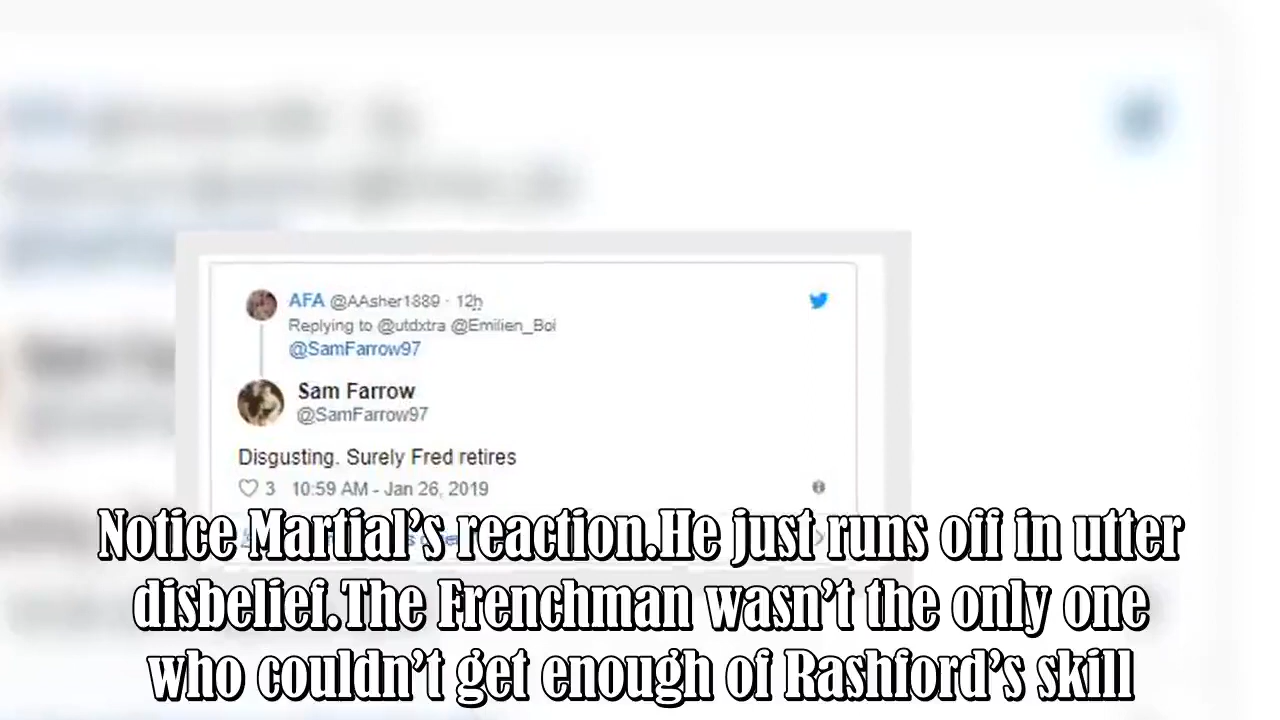 AFA @AAsher1889 · 12h
Replying to @utdxtra @Emilien_Boi
@SamFarrow97
Sam Farrow
@SamFarrow97
Disgusting. Surely Fred retires
3 10:59 AM - Jan 26, 2019
Notice Martial’s reaction.He just runs off in utter
disbelief.The Frenchman wasn’t the only one
who couldn’t get enough of Rashford’s skill